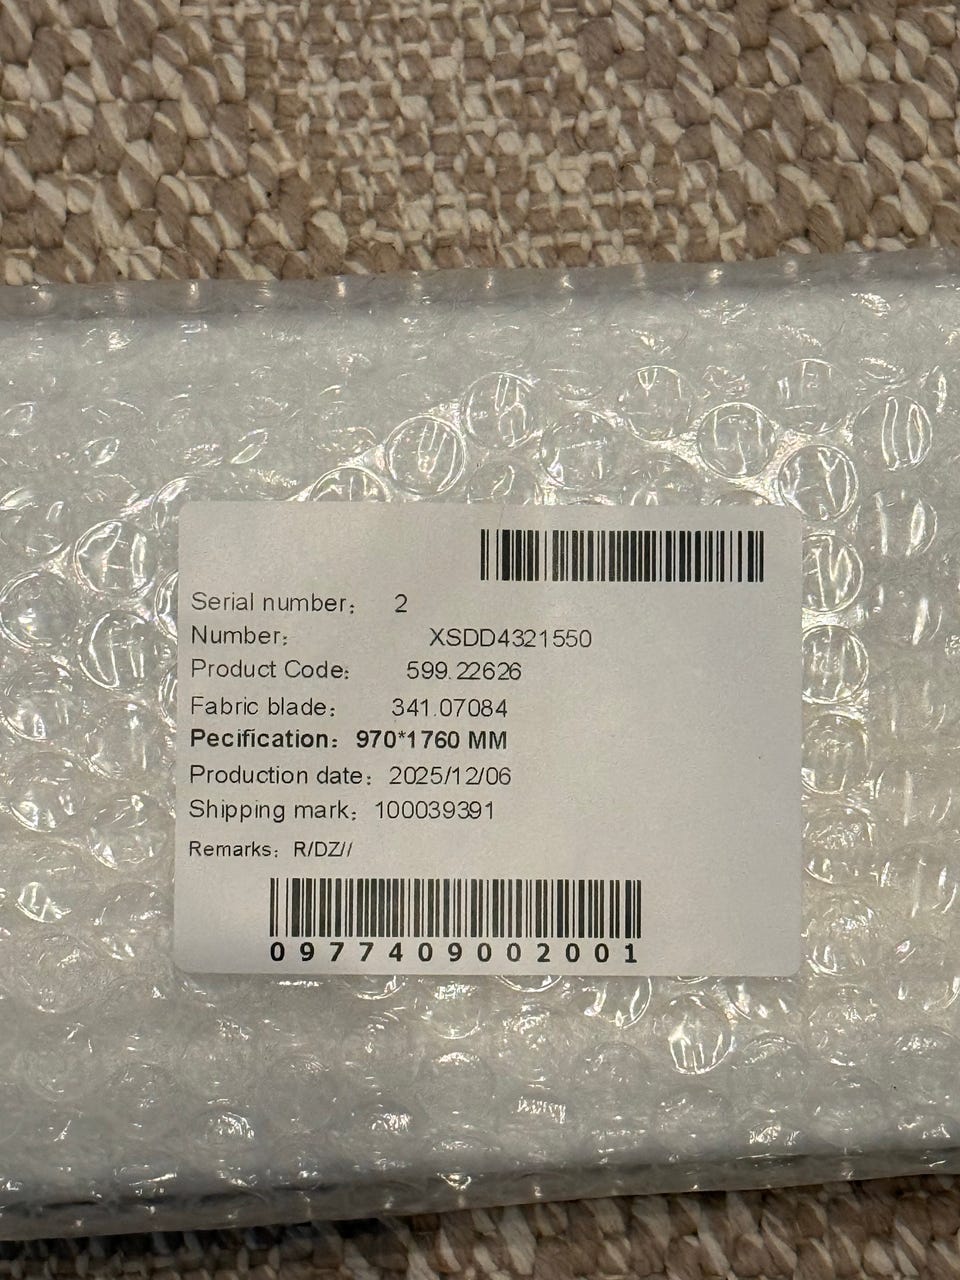 Serial number: 2
Number: XSDD4321550
Product Code: 599.22626
Fabric blade: 341.07084
Pecification: 970*1760 MM
Production date: 2025/12/06
Shipping mark: 100039391
Remarks: R/DZ//
0977409002001